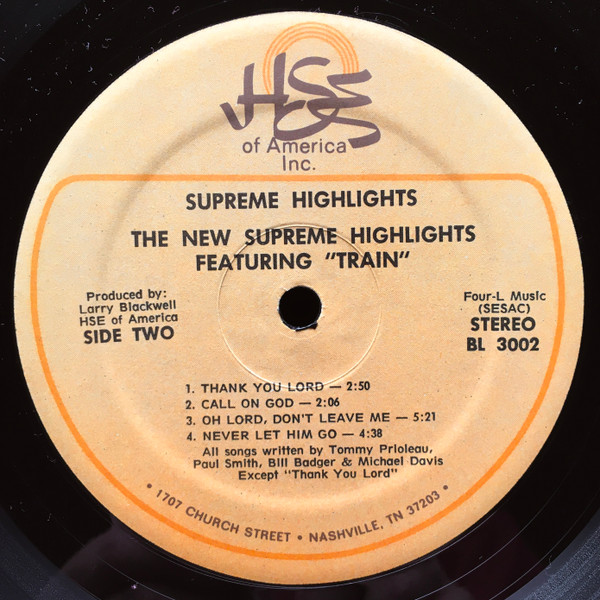 HSE
of America
Inc.
SUPREME HIGHLIGHTS
THE NEW SUPREME HIGHLIGHTS
FEATURING "TRAIN"
Produced by:
Larry Blackwell
HSE of America
SIDE TWO
Four-L Music
(SESAC)
STEREO
BL 3002
1. THANK YOU LORD — 2:50
2. CALL ON GOD — 2:06
3. OH LORD, DON'T LEAVE ME — 5:21
4. NEVER LET HIM GO — 4:38
All songs written by Tommy Prioleau,
Paul Smith, Bill Badger & Michael Davis
Except "Thank You Lord"
• 1707 CHURCH STREET • NASHVILLE, TN 37203 •